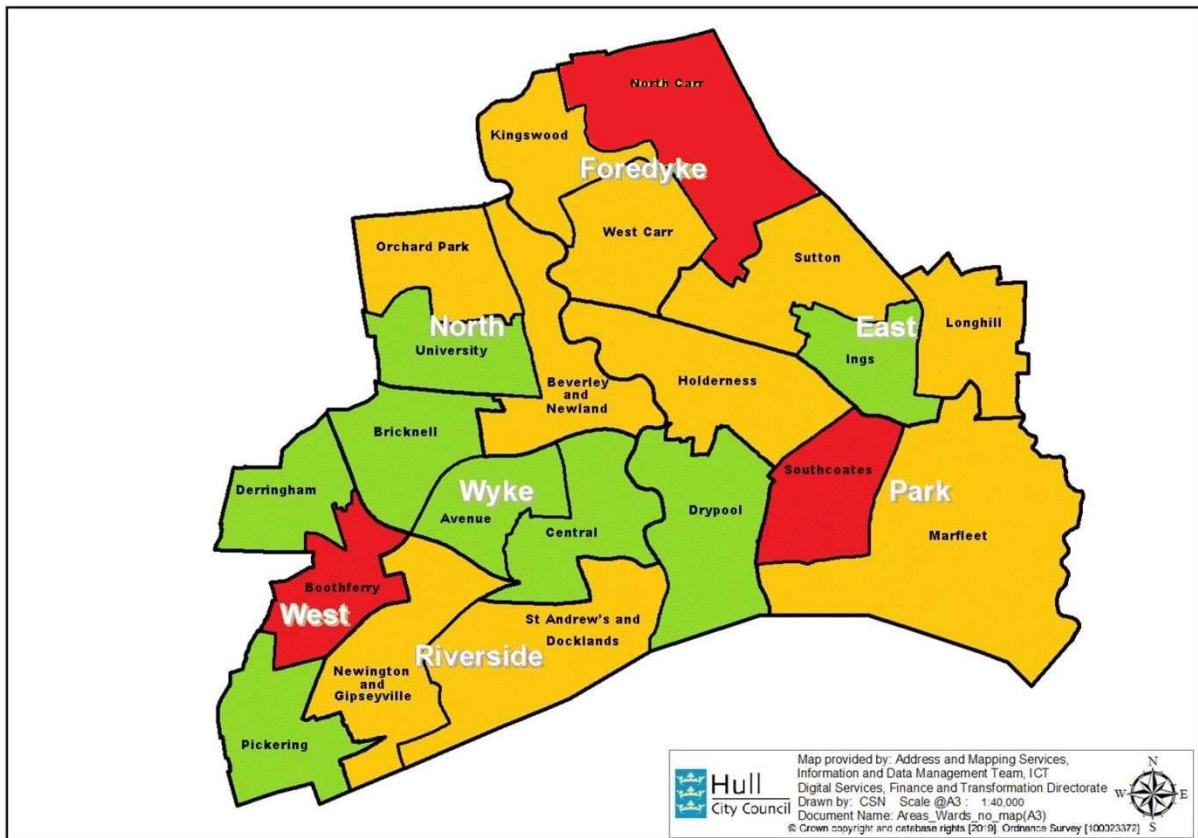 North Carr
Kingswood
Foredyke
West Carr
Orchard Park
Sutton
North
University
East
Longhill
Ings
Beverley
and
Newland
Holderness
Bricknell
Derringham
Wyke
Avenue
Central
Drypool
Southcoates
Park
Marfleet
Boothferry
West
St Andrew's and
Docklands
Riverside
Newington
and
Gipseyville
Pickering
Hull
City Council
Map provided by: Address and Mapping Services,
Information and Data Management Team, ICT
Digital Services, Finance and Transformation Directorate
Drawn by: CSN Scale @A3 : 1:40,000
Document Name: Areas_Wards_no_map(A3)
© Crown copyright and database rights [2019]. Ordnance Survey [100023372]
N
W
E
S